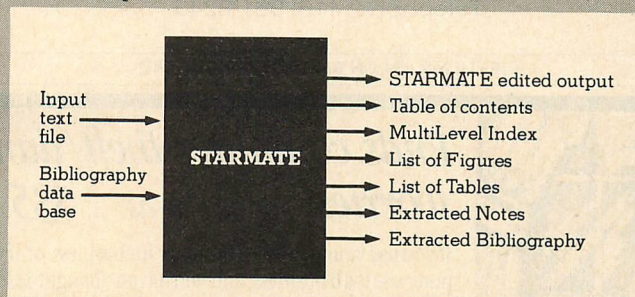 Input
text
file
Bibliography
data
base
STARMATE
STARMATE edited output
Table of contents
MultiLevel Index
List of Figures
List of Tables
Extracted Notes
Extracted Bibliography